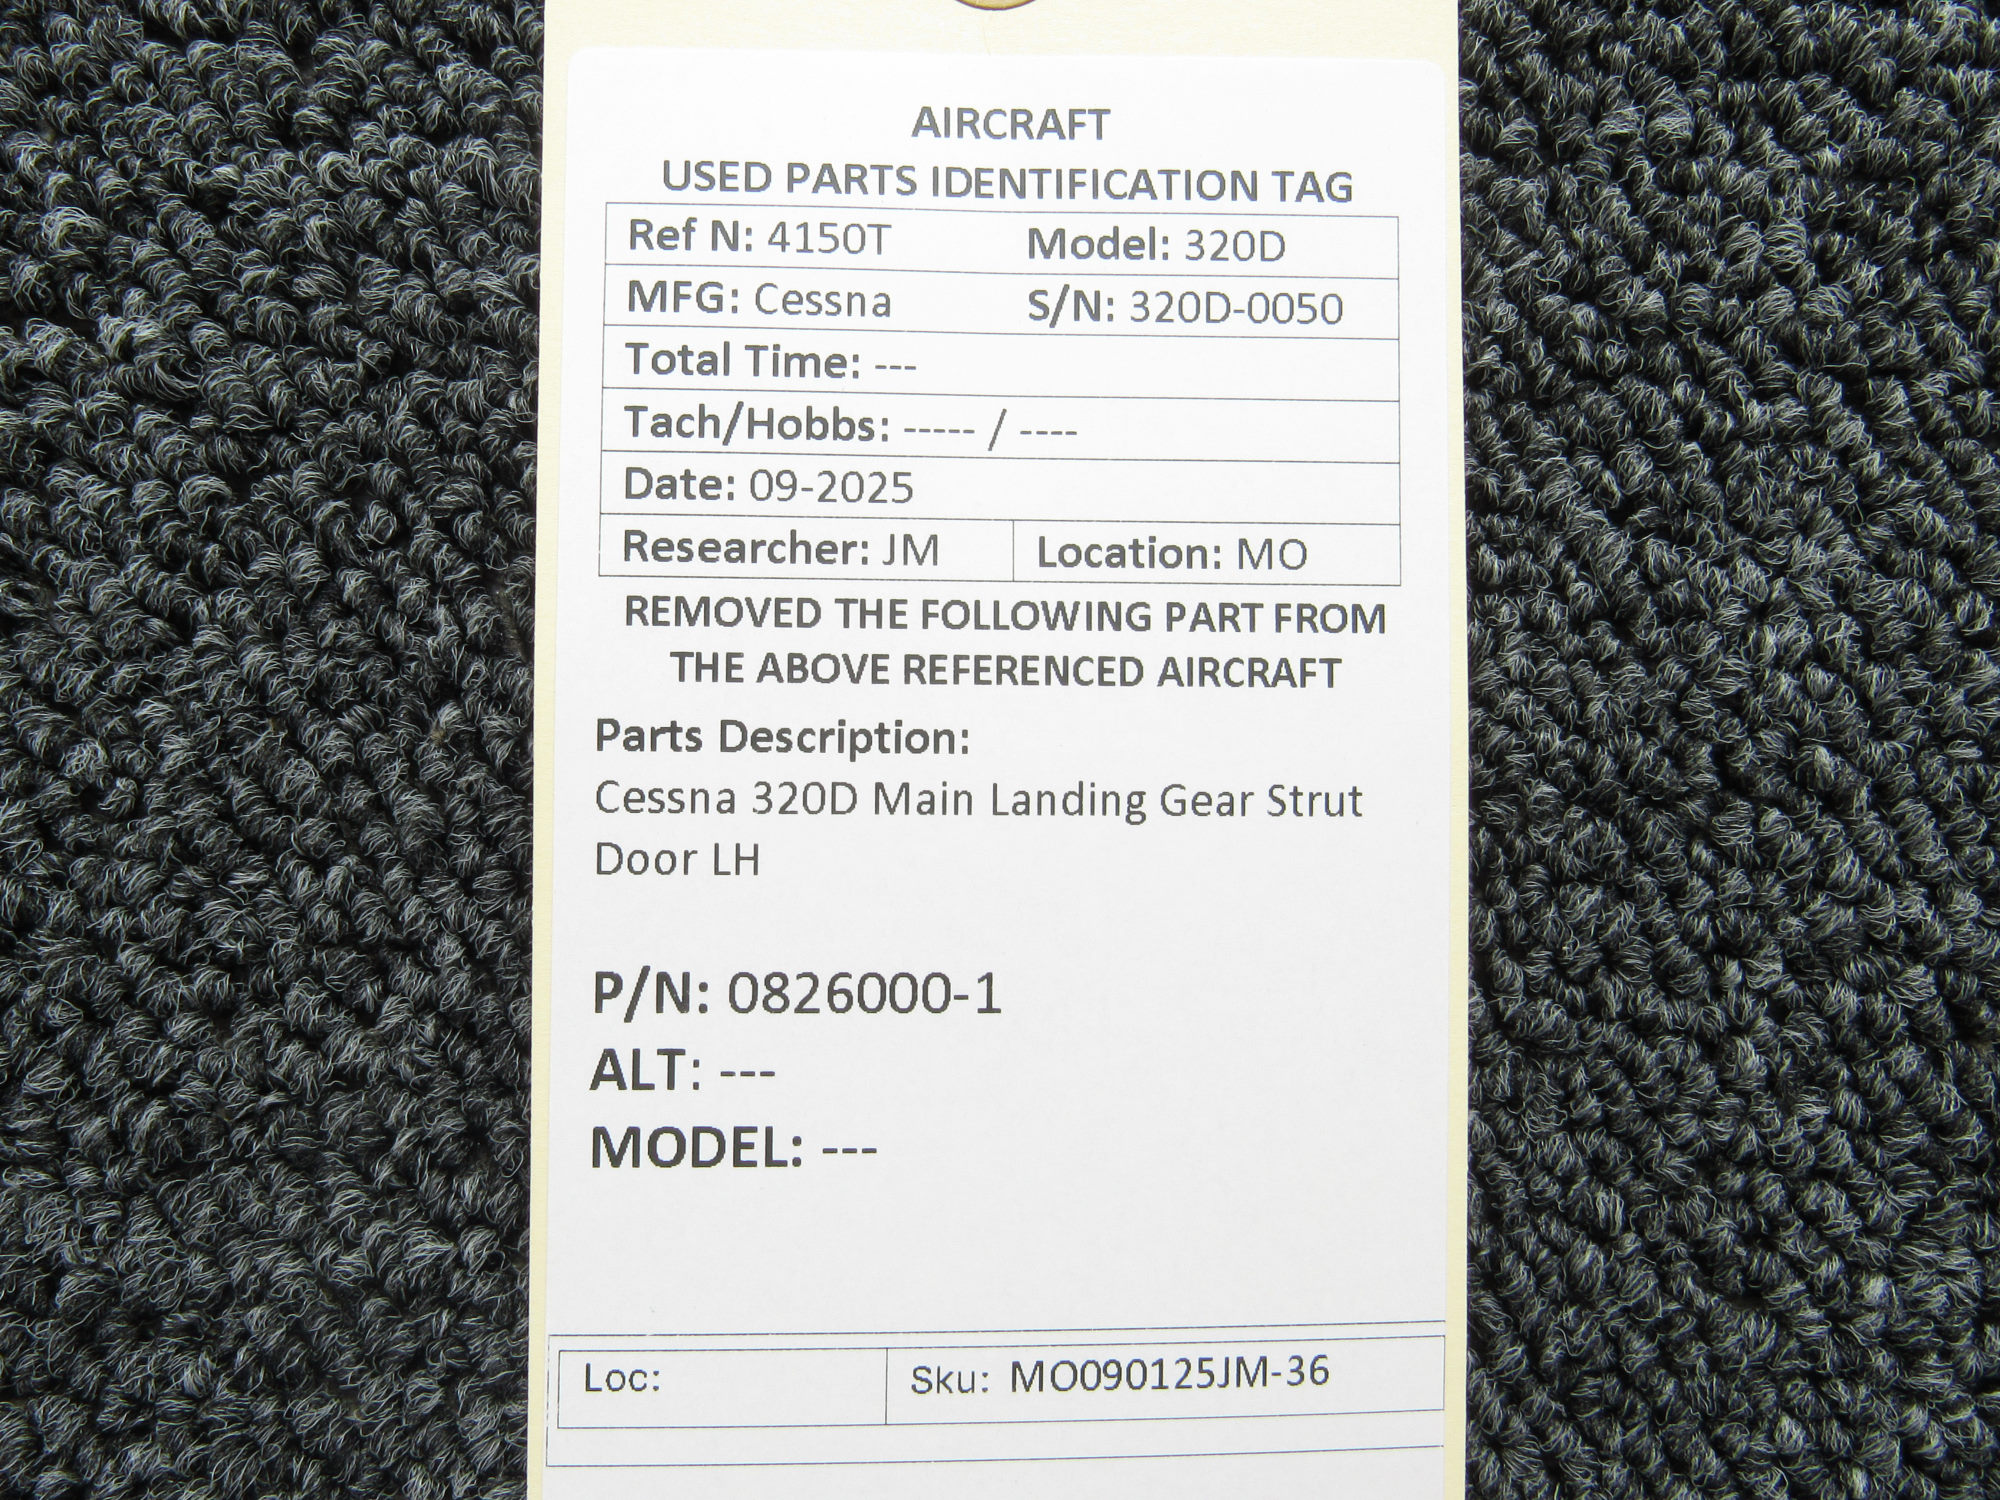 AIRCRAFT
USED PARTS IDENTIFICATION TAG
Ref N: 4150T Model: 320D
MFG: Cessna S/N: 320D-0050
Total Time: ---
Tach/Hobbs: ----- / ----
Date: 09-2025
Researcher: JM Location: MO
REMOVED THE FOLLOWING PART FROM
THE ABOVE REFERENCED AIRCRAFT
Parts Description:
Cessna 320D Main Landing Gear Strut
Door LH
P/N: 0826000-1
ALT: ---
MODEL: ---
Loc: Sku: MO090125JM-36